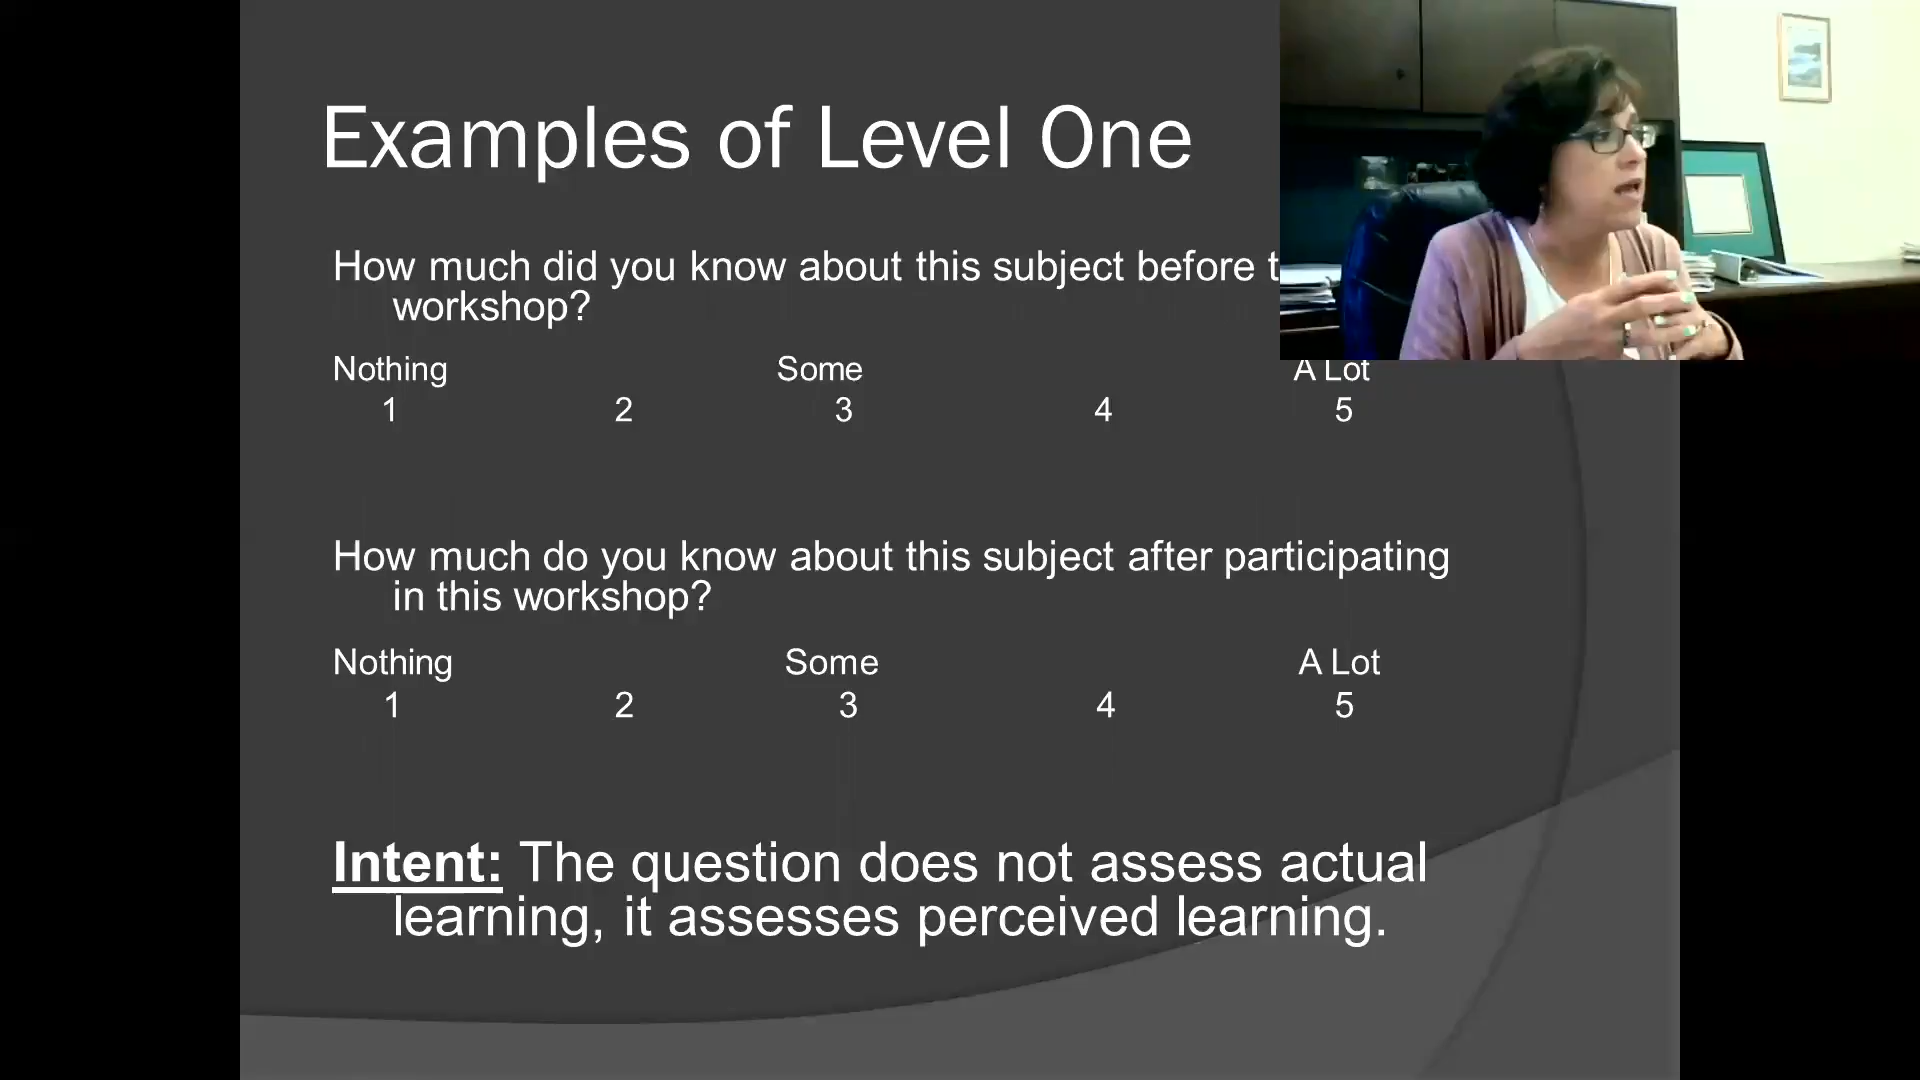 Examples of Level One
How much did you know about this subject before
workshop?
Nothing Some A Lot
1 2 3 4 5
How much do you know about this subject after participating
in this workshop?
Nothing Some A Lot
1 2 3 4 5
Intent: The question does not assess actual
learning, it assesses perceived learning.